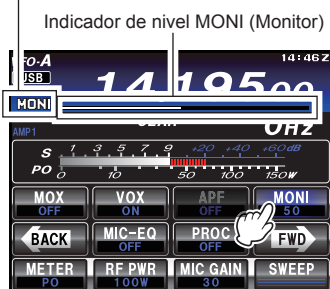 Indicador de nivel MONI (Monitor)
VFO-A 14:46Z
USB 14,195,00
MONI
AMP1 0Hz
S 1 3 5 7 9 +20 +40 +60dB
PO 0 10 50 100 150W
MOX VOX APF MONI
OFF ON OFF 50
BACK MIC-EQ PROC FWD
OFF OFF
METER RF PWR MIC GAIN SWEEP
PO 100W 30